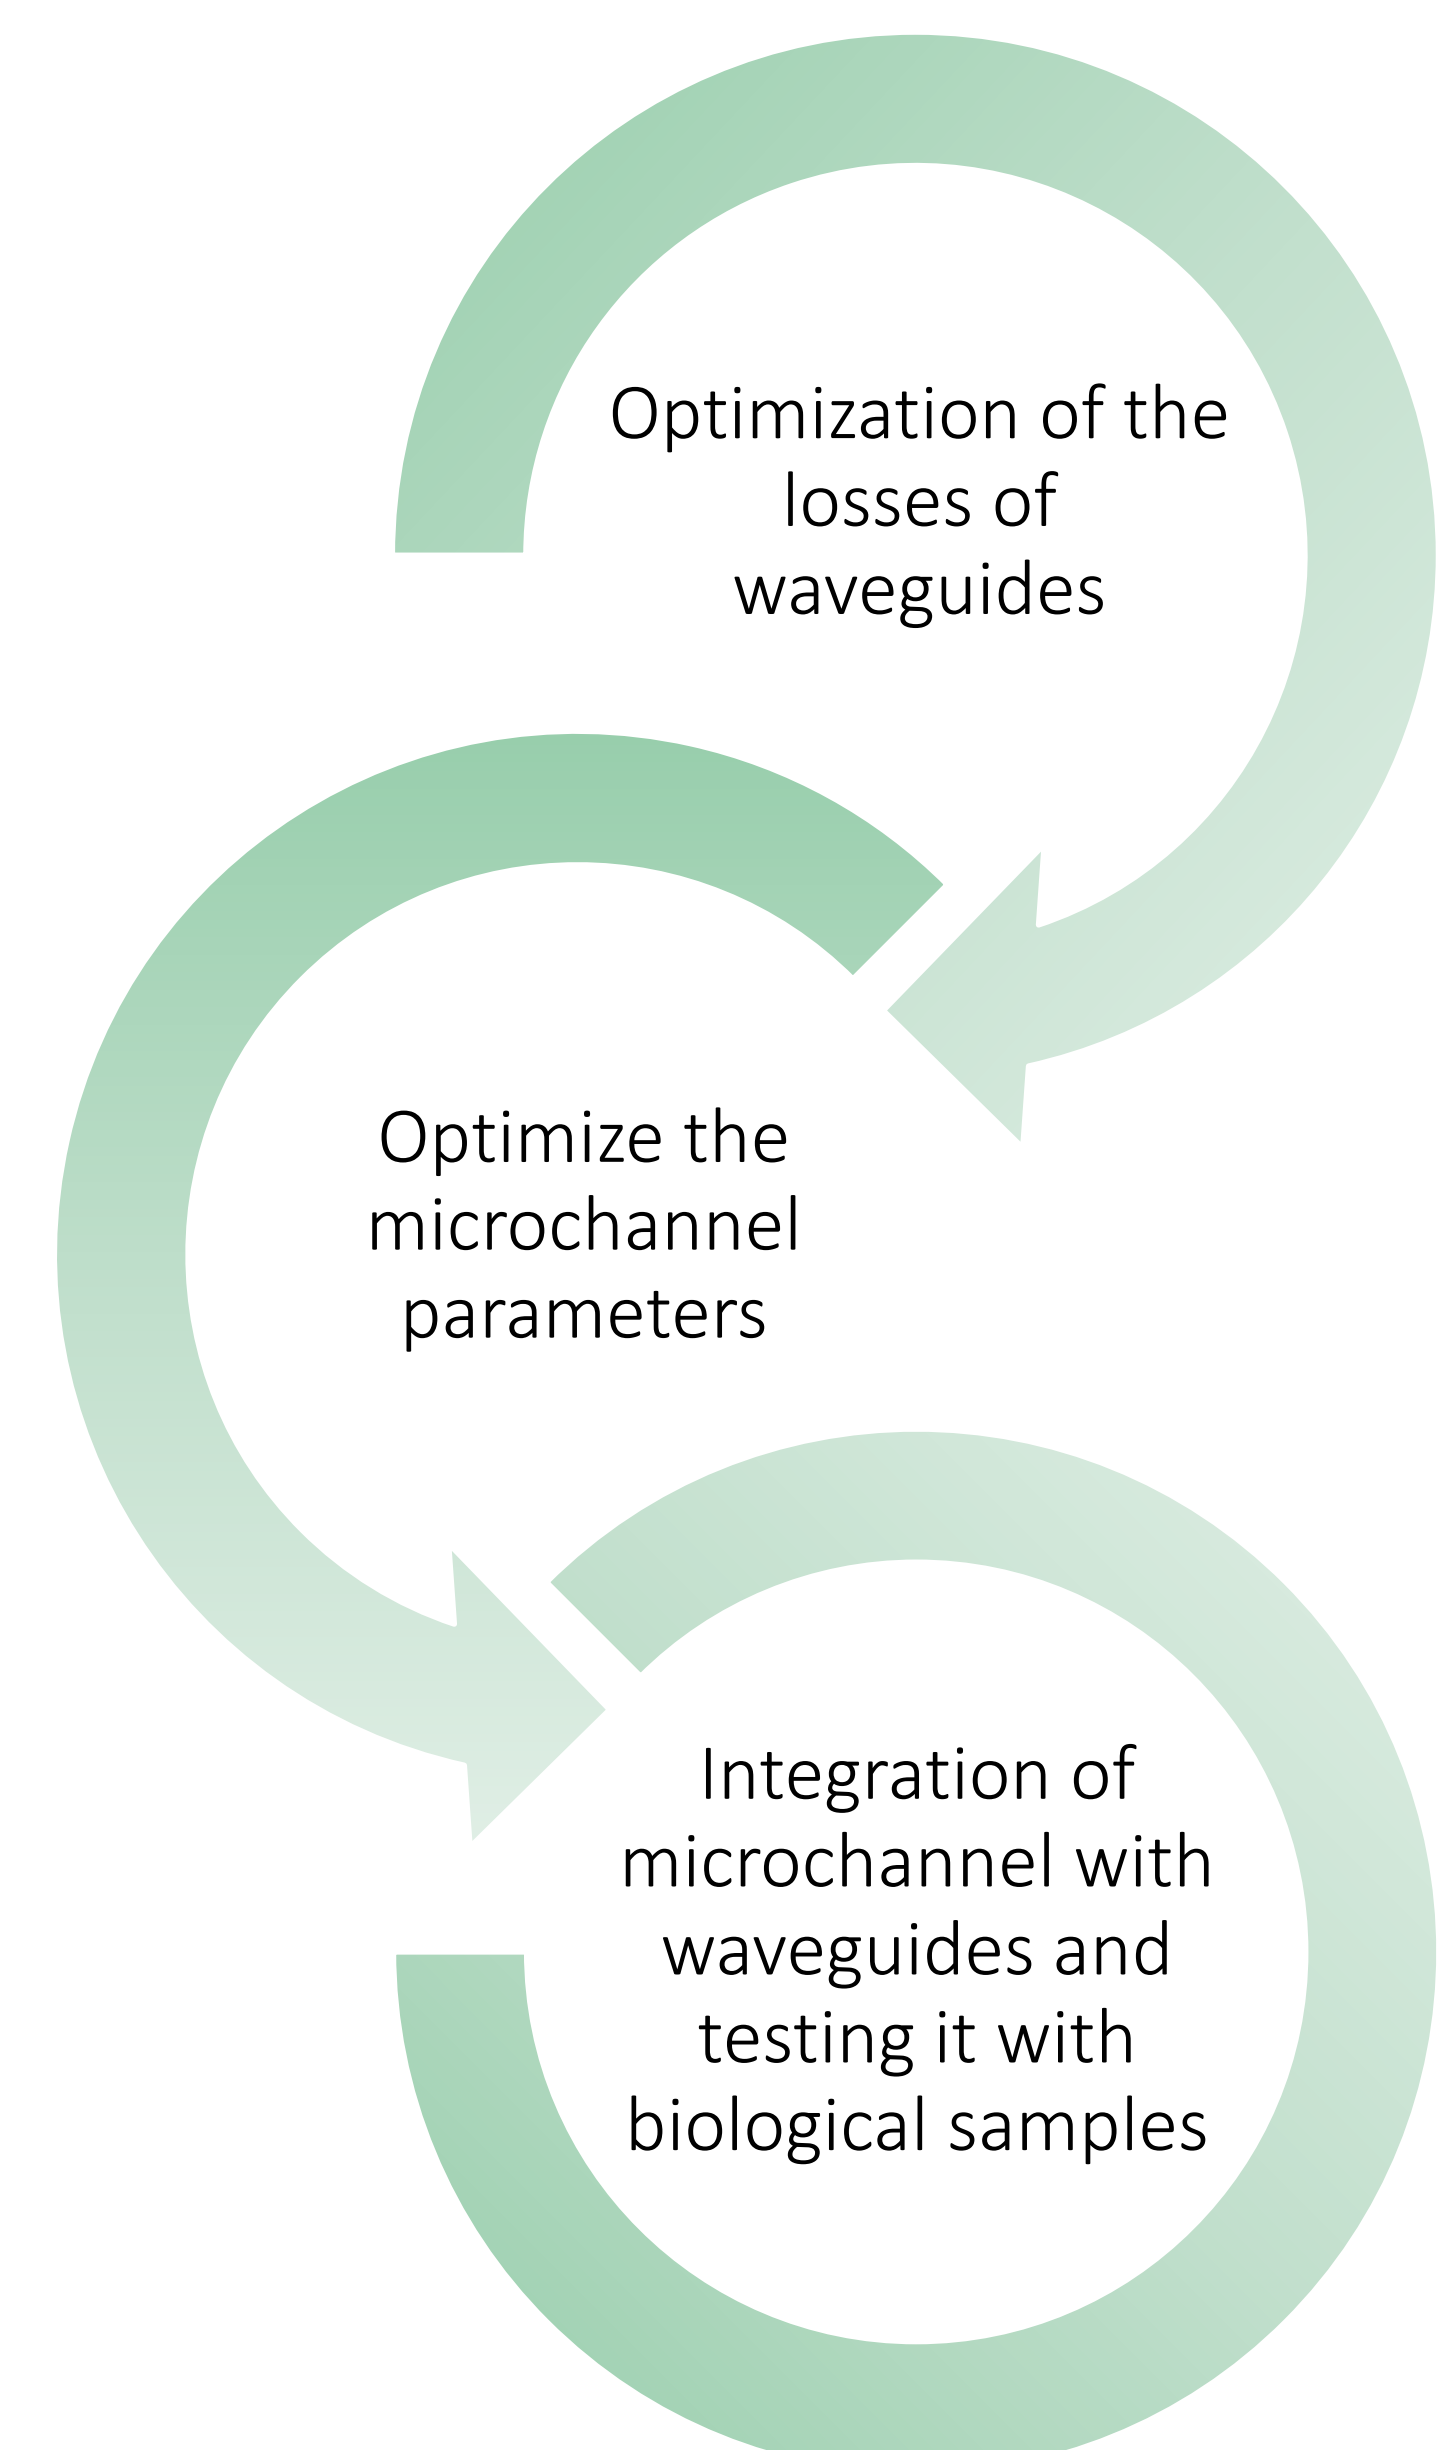 Optimization of the
losses of
waveguides
Optimize the
microchannel
parameters
Integration of
microchannel with
waveguides and
testing it with
biological samples